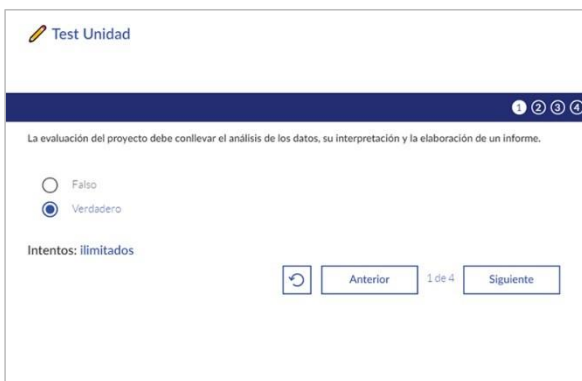 Test Unidad
1 2 3 4
La evaluación del proyecto debe conllevar el análisis de los datos, su interpretación y la elaboración de un informe.
Falso
Verdadero
Intentos: ilimitados
Anterior 1 de 4 Siguiente